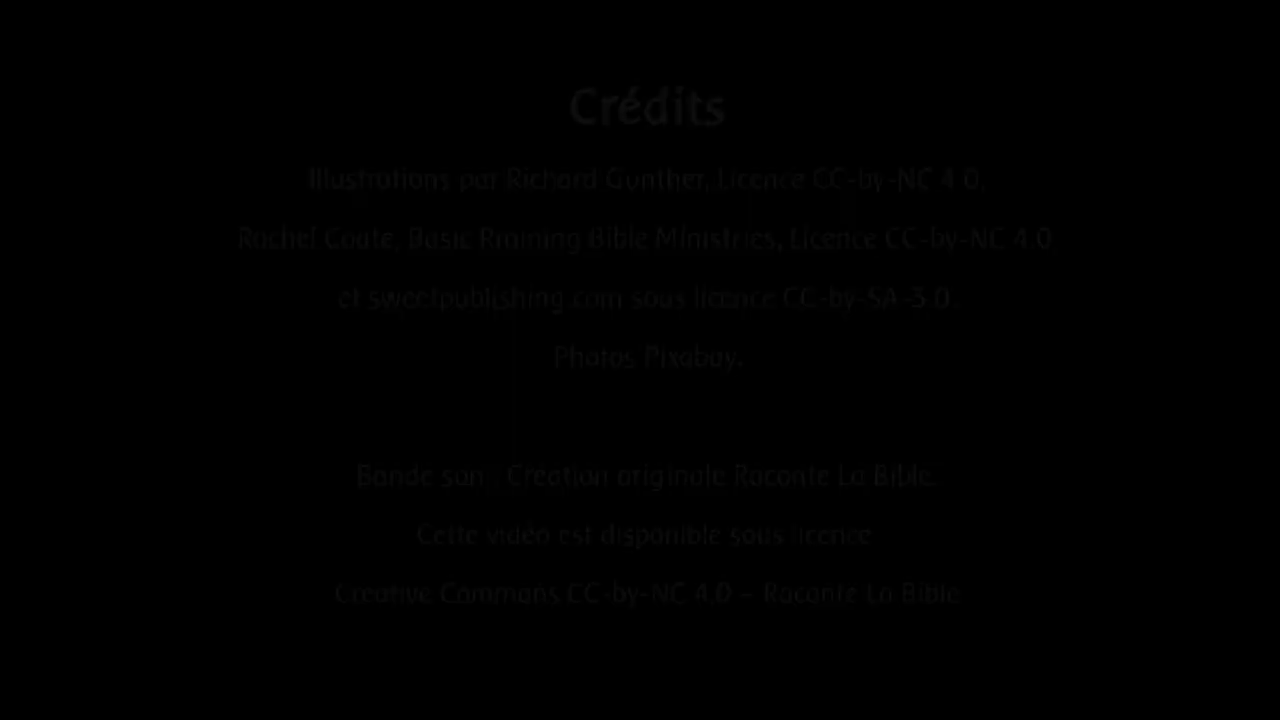 Crédits
Illustrations par Richard Gunther, Licence CC-by-NC 4.0,
Rachel Coate, Basic Training Bible Ministries, Licence CC-by-NC 4.0
et sweetpublishing.com sous licence CC-by-SA-3.0.
Photos Pixabay.
Bande son : Création originale Raconte La Bible.
Cette vidéo est disponible sous licence
Creative Commons CC-by-NC 4.0 – Raconte La Bible